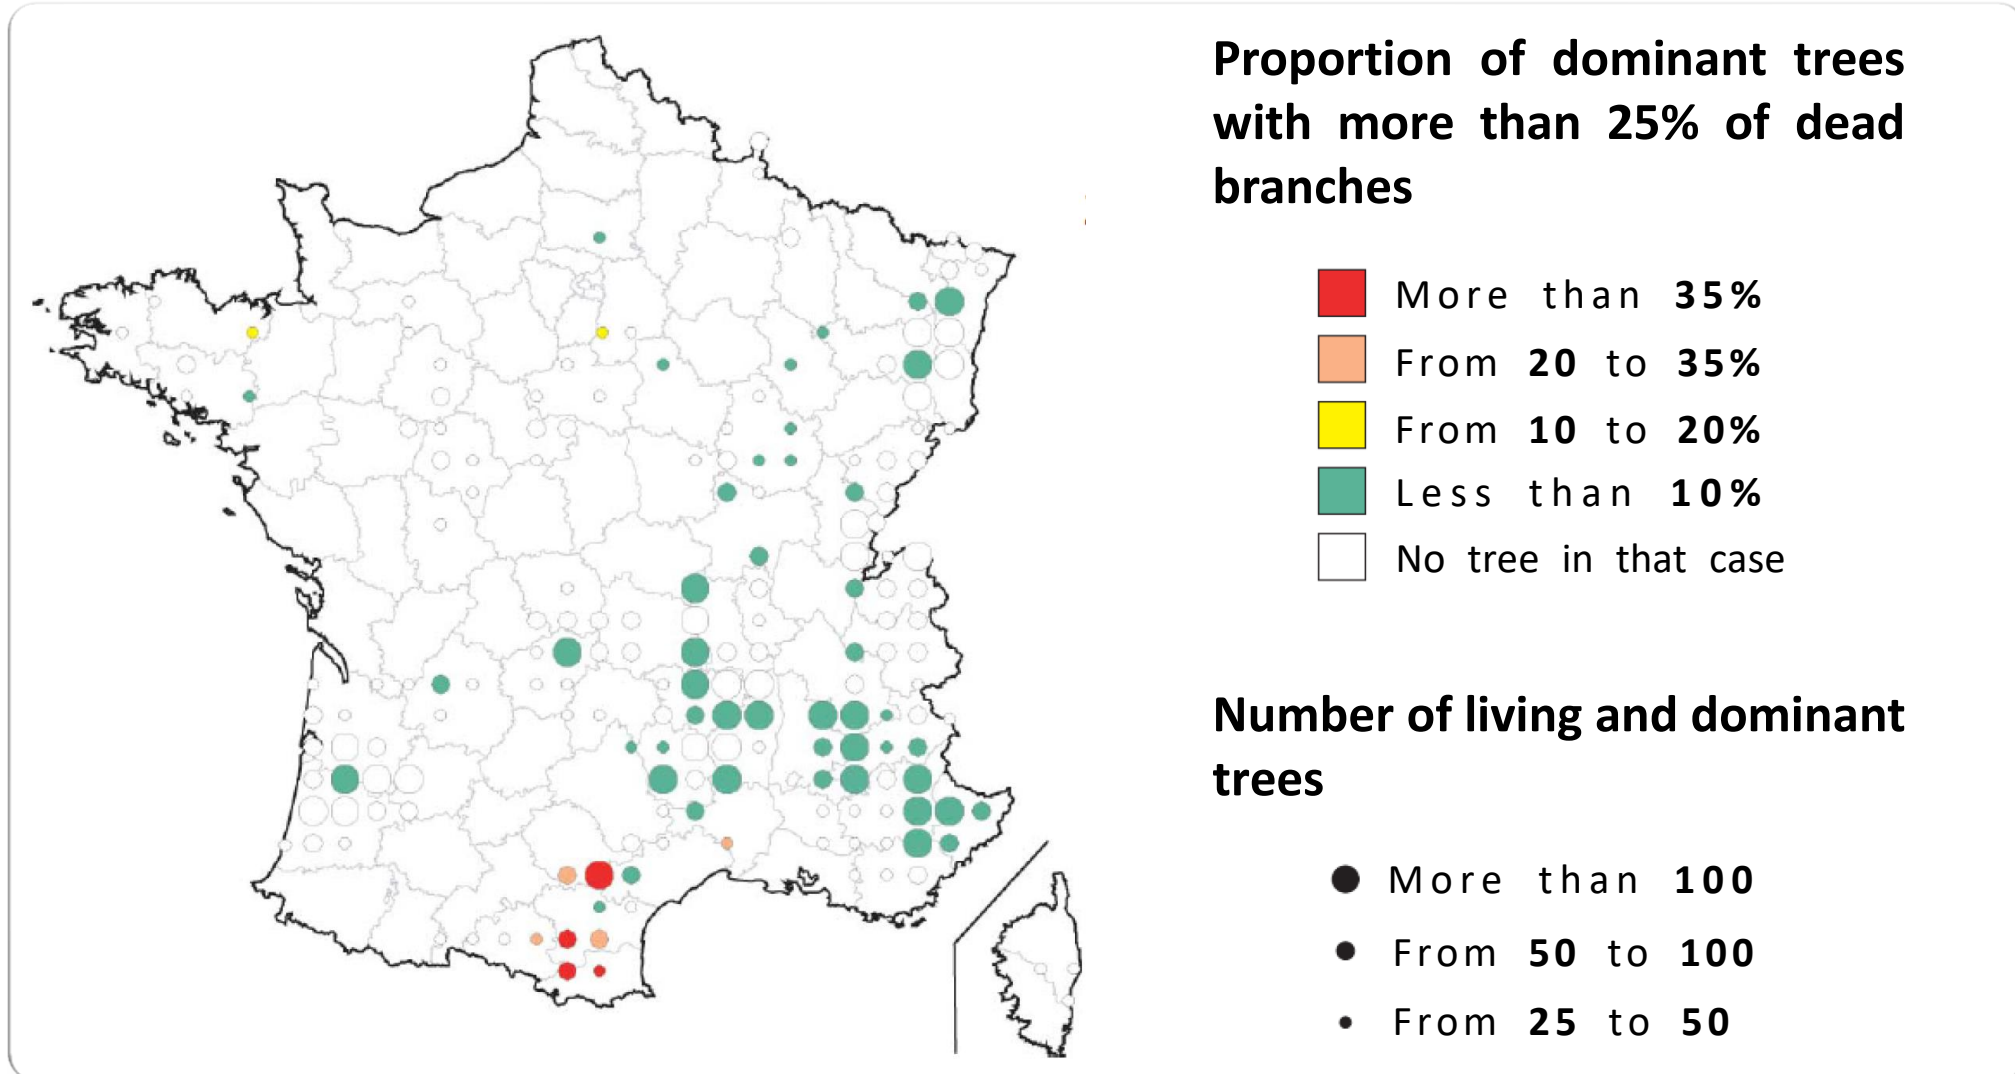 Proportion of dominant trees
with more than 25% of dead
branches
More than 35%
From 20 to 35%
From 10 to 20%
Less than 10%
No tree in that case
Number of living and dominant
trees
More than 100
From 50 to 100
From 25 to 50